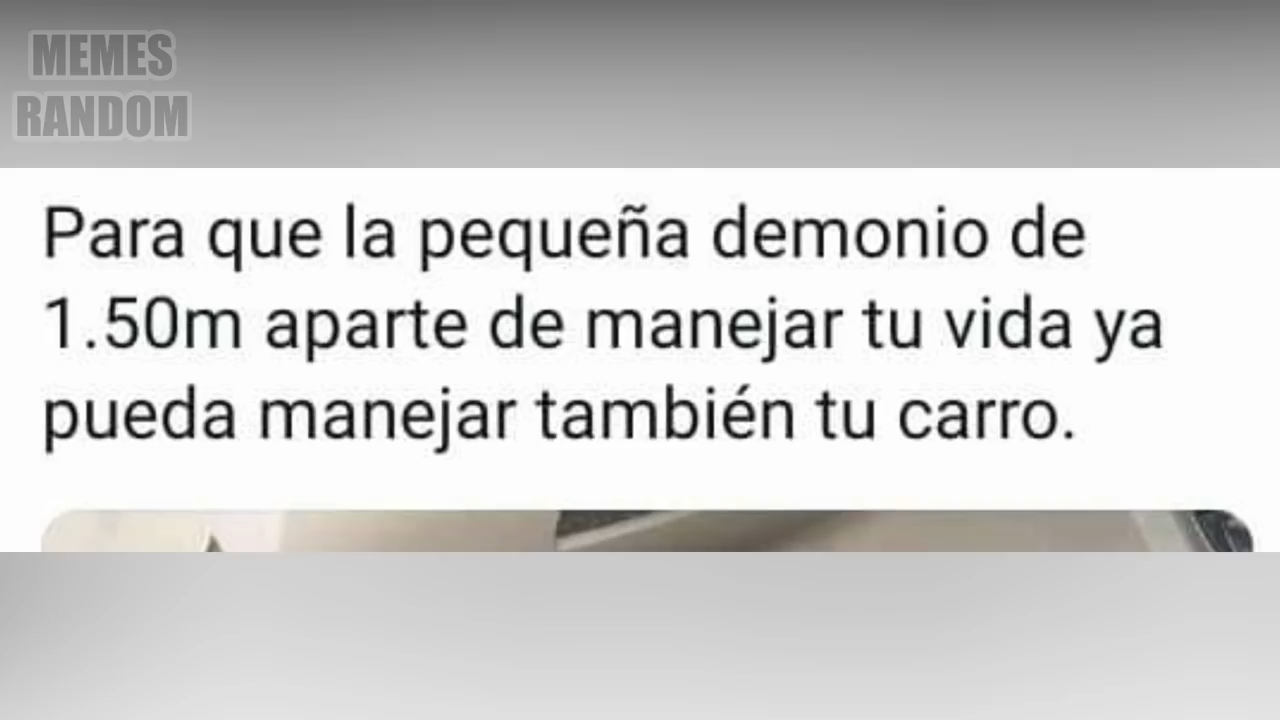 MEMES
RANDOM
Para que la pequeña demonio de
1.50m aparte de manejar tu vida ya
pueda manejar también tu carro.